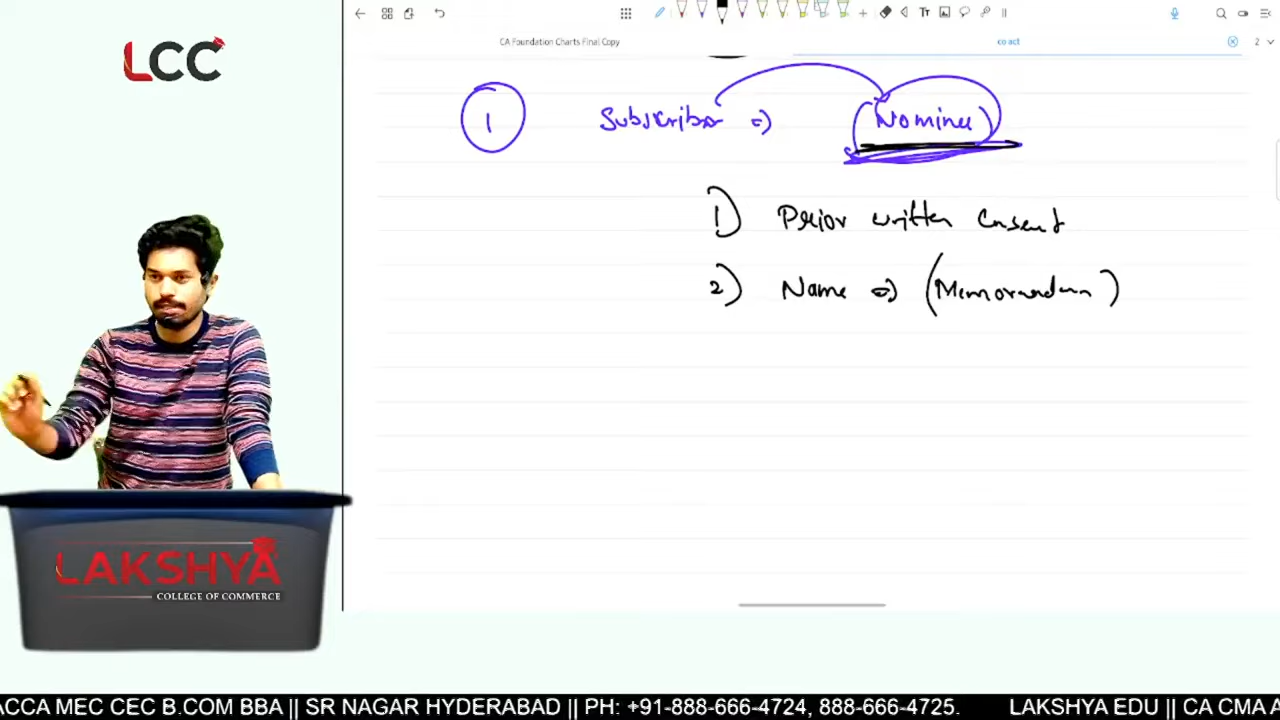 LCC
CA Foundation Charts Final Copy
co act
2
Tт
1 Subscriber => (Nominee)
1) Prior written Consent
2) Name => (Memorandum)
LAKSHYA
COLLEGE OF COMMERCE
ACCA MEC CEC B.COM BBA || SR NAGAR HYDERABAD || PH: +91-888-666-4724, 888-666-4725. LAKSHYA EDU || CA CMA A